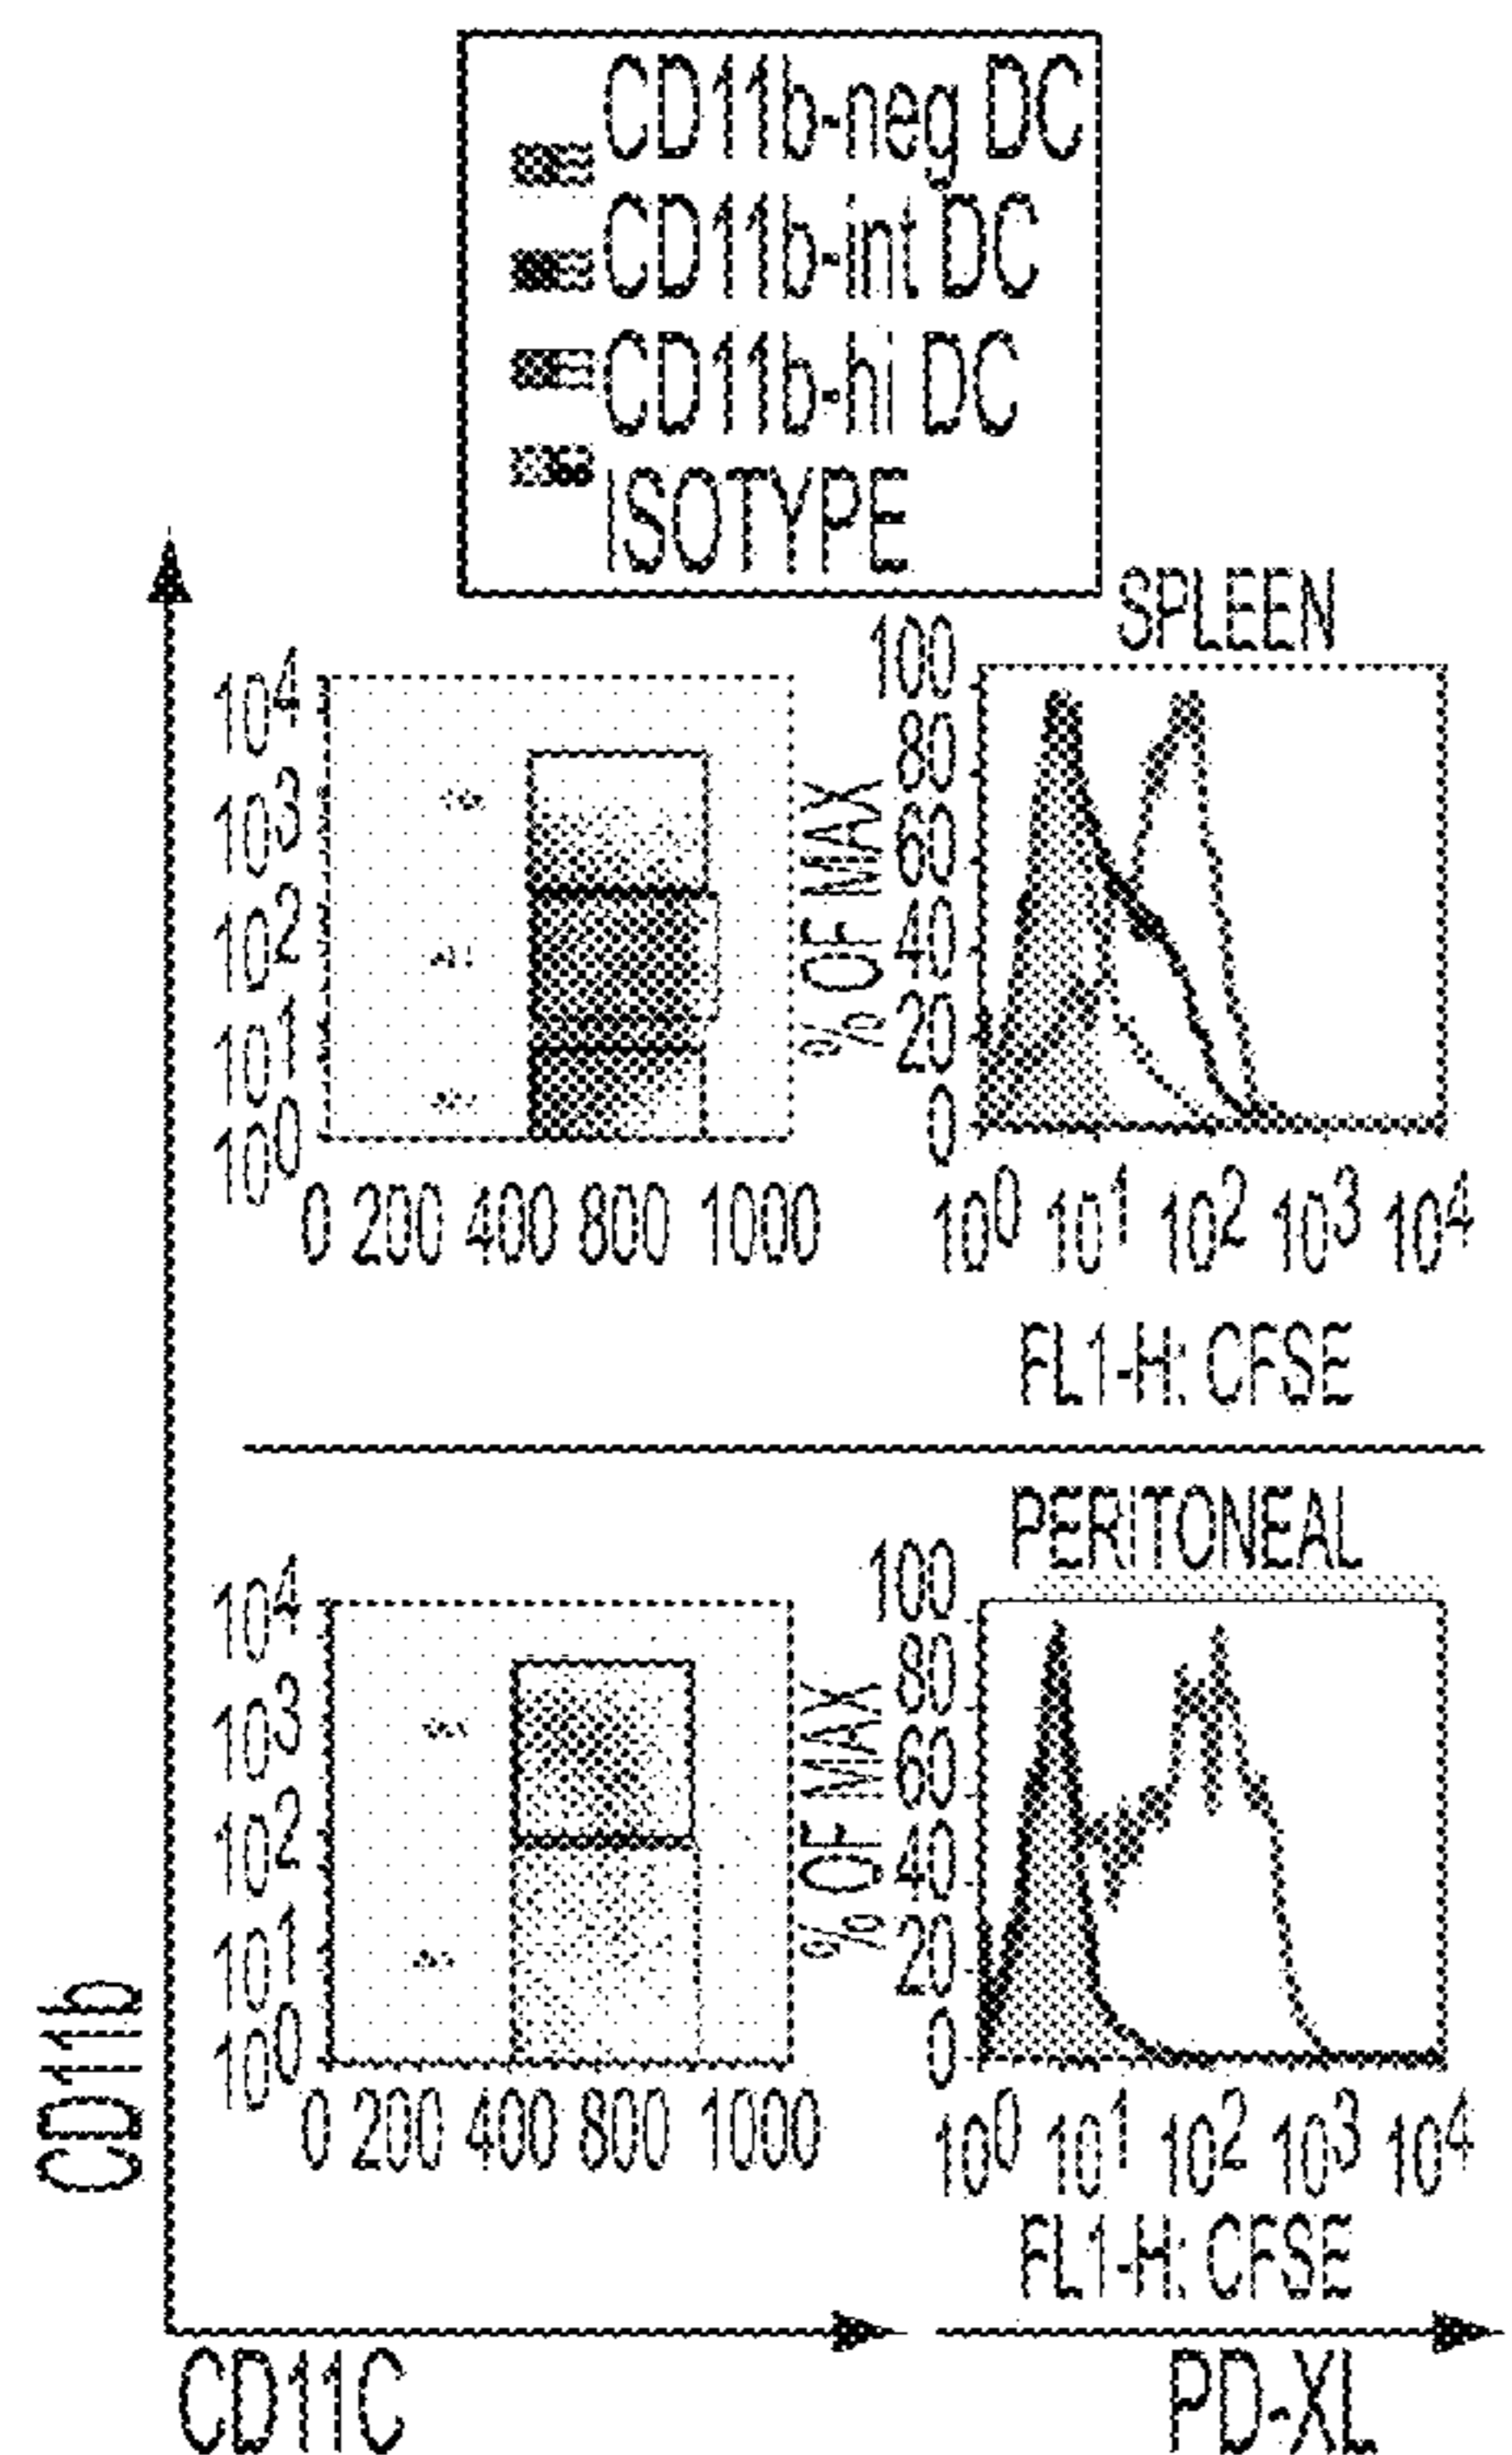 CD11b-neg DC
CD11b-int DC
CD11b-hi DC
ISOTYPE
SPLEEN
10^4
10^3
10^2
10^1
10^0
0 200 400 800 1000
% OF MAX
100
80
60
40
20
0
10^0 10^1 10^2 10^3 10^4
FL1-H: CFSE
PERITONEAL
10^4
10^3
10^2
10^1
10^0
0 200 400 800 1000
% OF MAX
100
80
60
40
20
0
10^0 10^1 10^2 10^3 10^4
FL1-H: CFSE
CD11b
CD11C
PD-XL